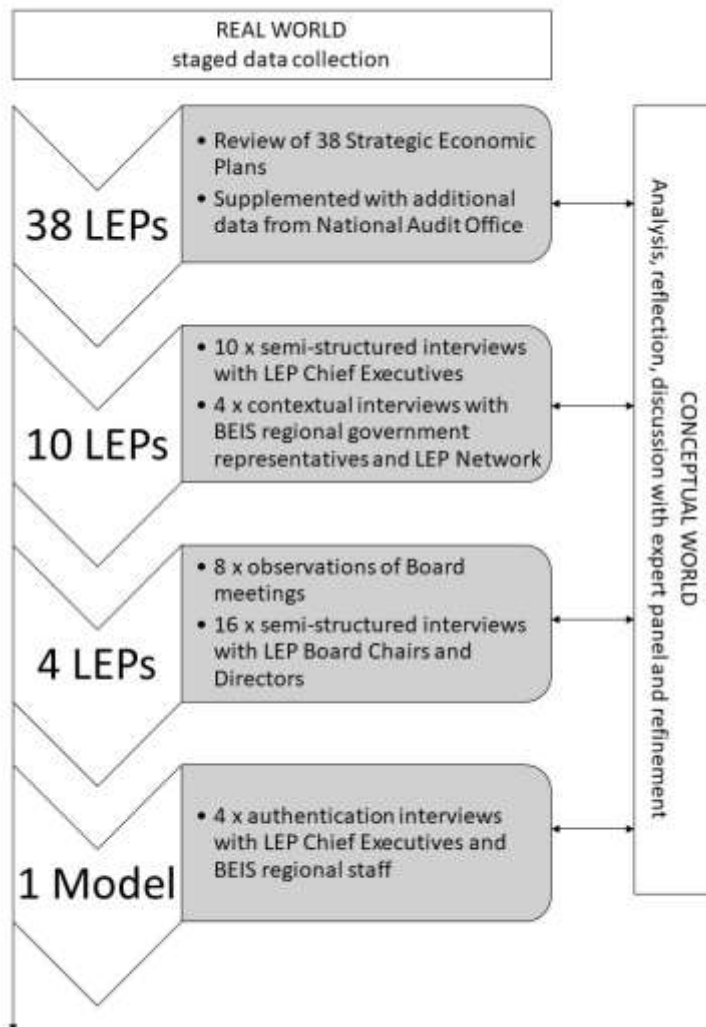 REAL WORLD
staged data collection
38 LEPs
• Review of 38 Strategic Economic
Plans
• Supplemented with additional
data from National Audit Office
10 LEPs
• 10 x semi-structured interviews
with LEP Chief Executives
• 4 x contextual interviews with
BEIS regional government
representatives and LEP Network
4 LEPs
• 8 x observations of Board
meetings
• 16 x semi-structured interviews
with LEP Board Chairs and
Directors
1 Model
• 4 x authentication interviews
with LEP Chief Executives and
BEIS regional staff
CONCEPTUAL WORLD
Analysis, reflection, discussion with expert panel and refinement